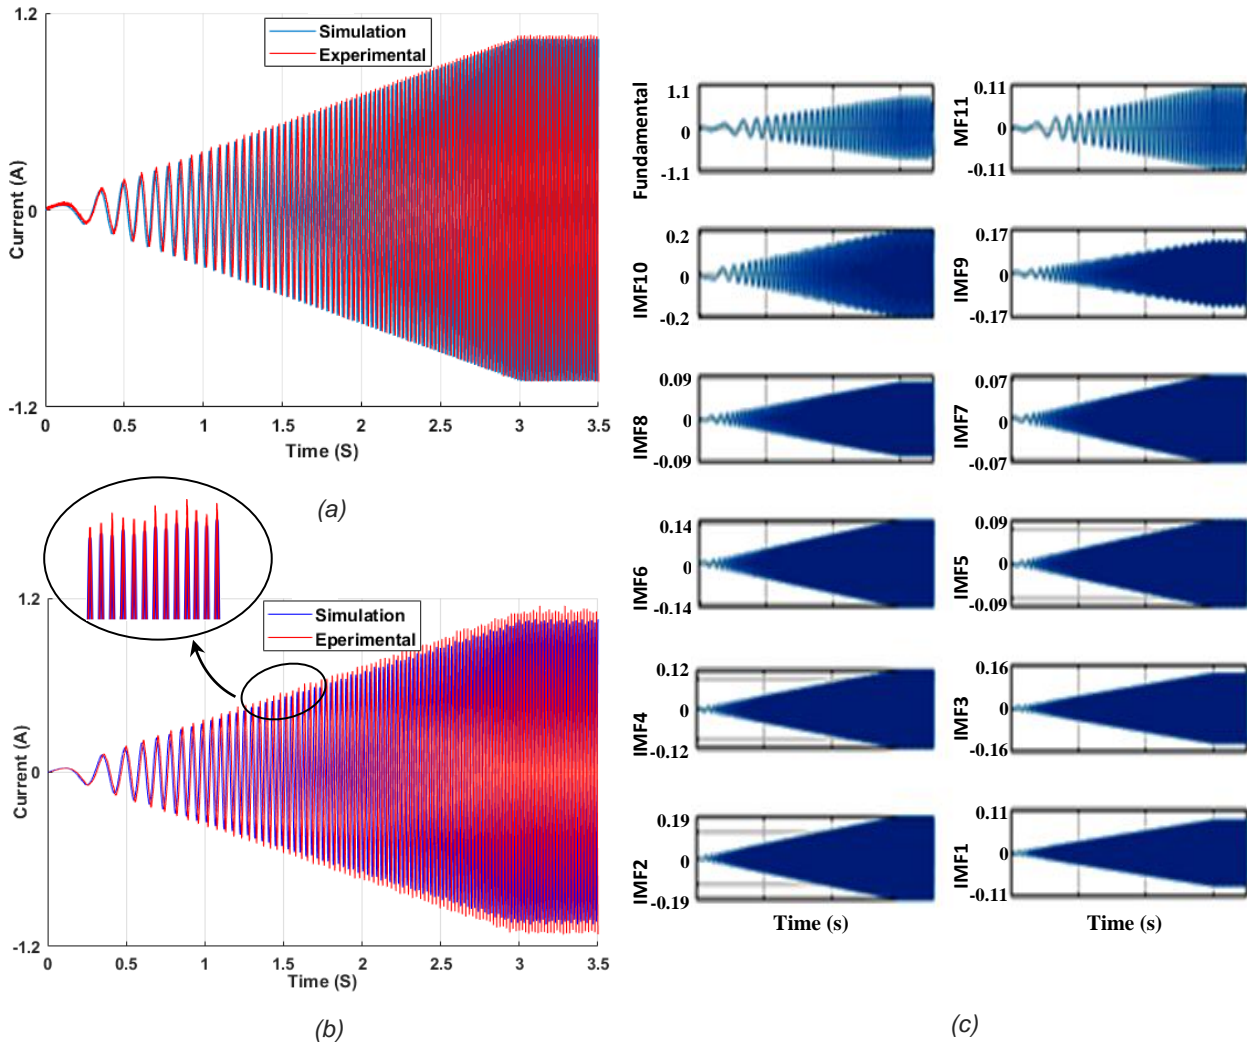 1.2
Simulation
Experimental
Current (A)
0
-1.2
0 0.5 1 1.5 2 2.5 3 3.5
Time (S)
(a)
1.2
Simulation
Eperimental
Current (A)
0
-1.2
0 0.5 1 1.5 2 2.5 3 3.5
Time (S)
(b)
Fundamental
1.1
0
-1.1
MF11
0.11
0
-0.11
IMF10
0.2
0
-0.2
IMF9
0.17
0
-0.17
IMF8
0.09
0
-0.09
IMF7
0.07
0
-0.07
IMF6
0.14
0
-0.14
IMF5
0.09
0
-0.09
IMF4
0.12
0
-0.12
IMF3
0.16
0
-0.16
IMF2
0.19
0
-0.19
IMF1
0.11
0
-0.11
Time (s)
Time (s)
(c)